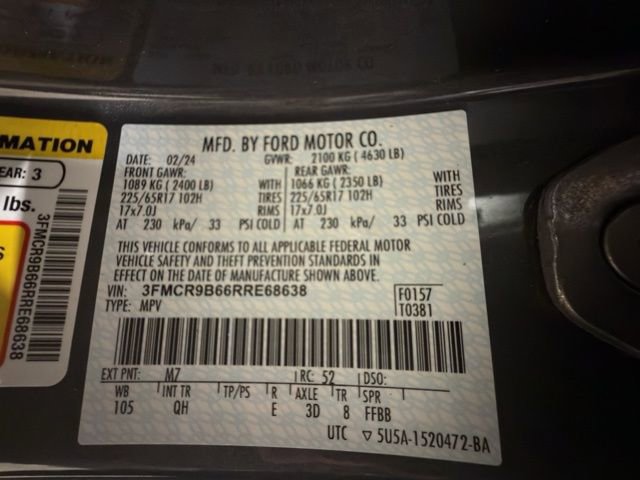 MATION
EAR: 3
lbs.
3FMCR9B66RRE68638
MFD. BY FORD MOTOR CO.
DATE: 02/24 GVWR: 2100 KG ( 4630 LB)
FRONT GAWR: REAR GAWR:
1089 KG ( 2400 LB) WITH 1066 KG ( 2350 LB) WITH
225/65R17 102H TIRES 225/65R17 102H TIRES
17x7.0J RIMS 17x7.0J RIMS
AT 230 kPa/ 33 PSI COLD AT 230 kPa/ 33 PSI COLD
THIS VEHICLE CONFORMS TO ALL APPLICABLE FEDERAL MOTOR
VEHICLE SAFETY AND THEFT PREVENTION STANDARDS IN
EFFECT ON THE DATE OF MANUFACTURE SHOWN ABOVE.
VIN: 3FMCR9B66RRE68638 F0157
TYPE: MPV T0381
EXT PNT: M7 RC: 52 DSO:
WB INT TR TP/PS R AXLE TR SPR
105 QH E 3D 8 FFBB
UTC ▽ 5U5A-1520472-BA